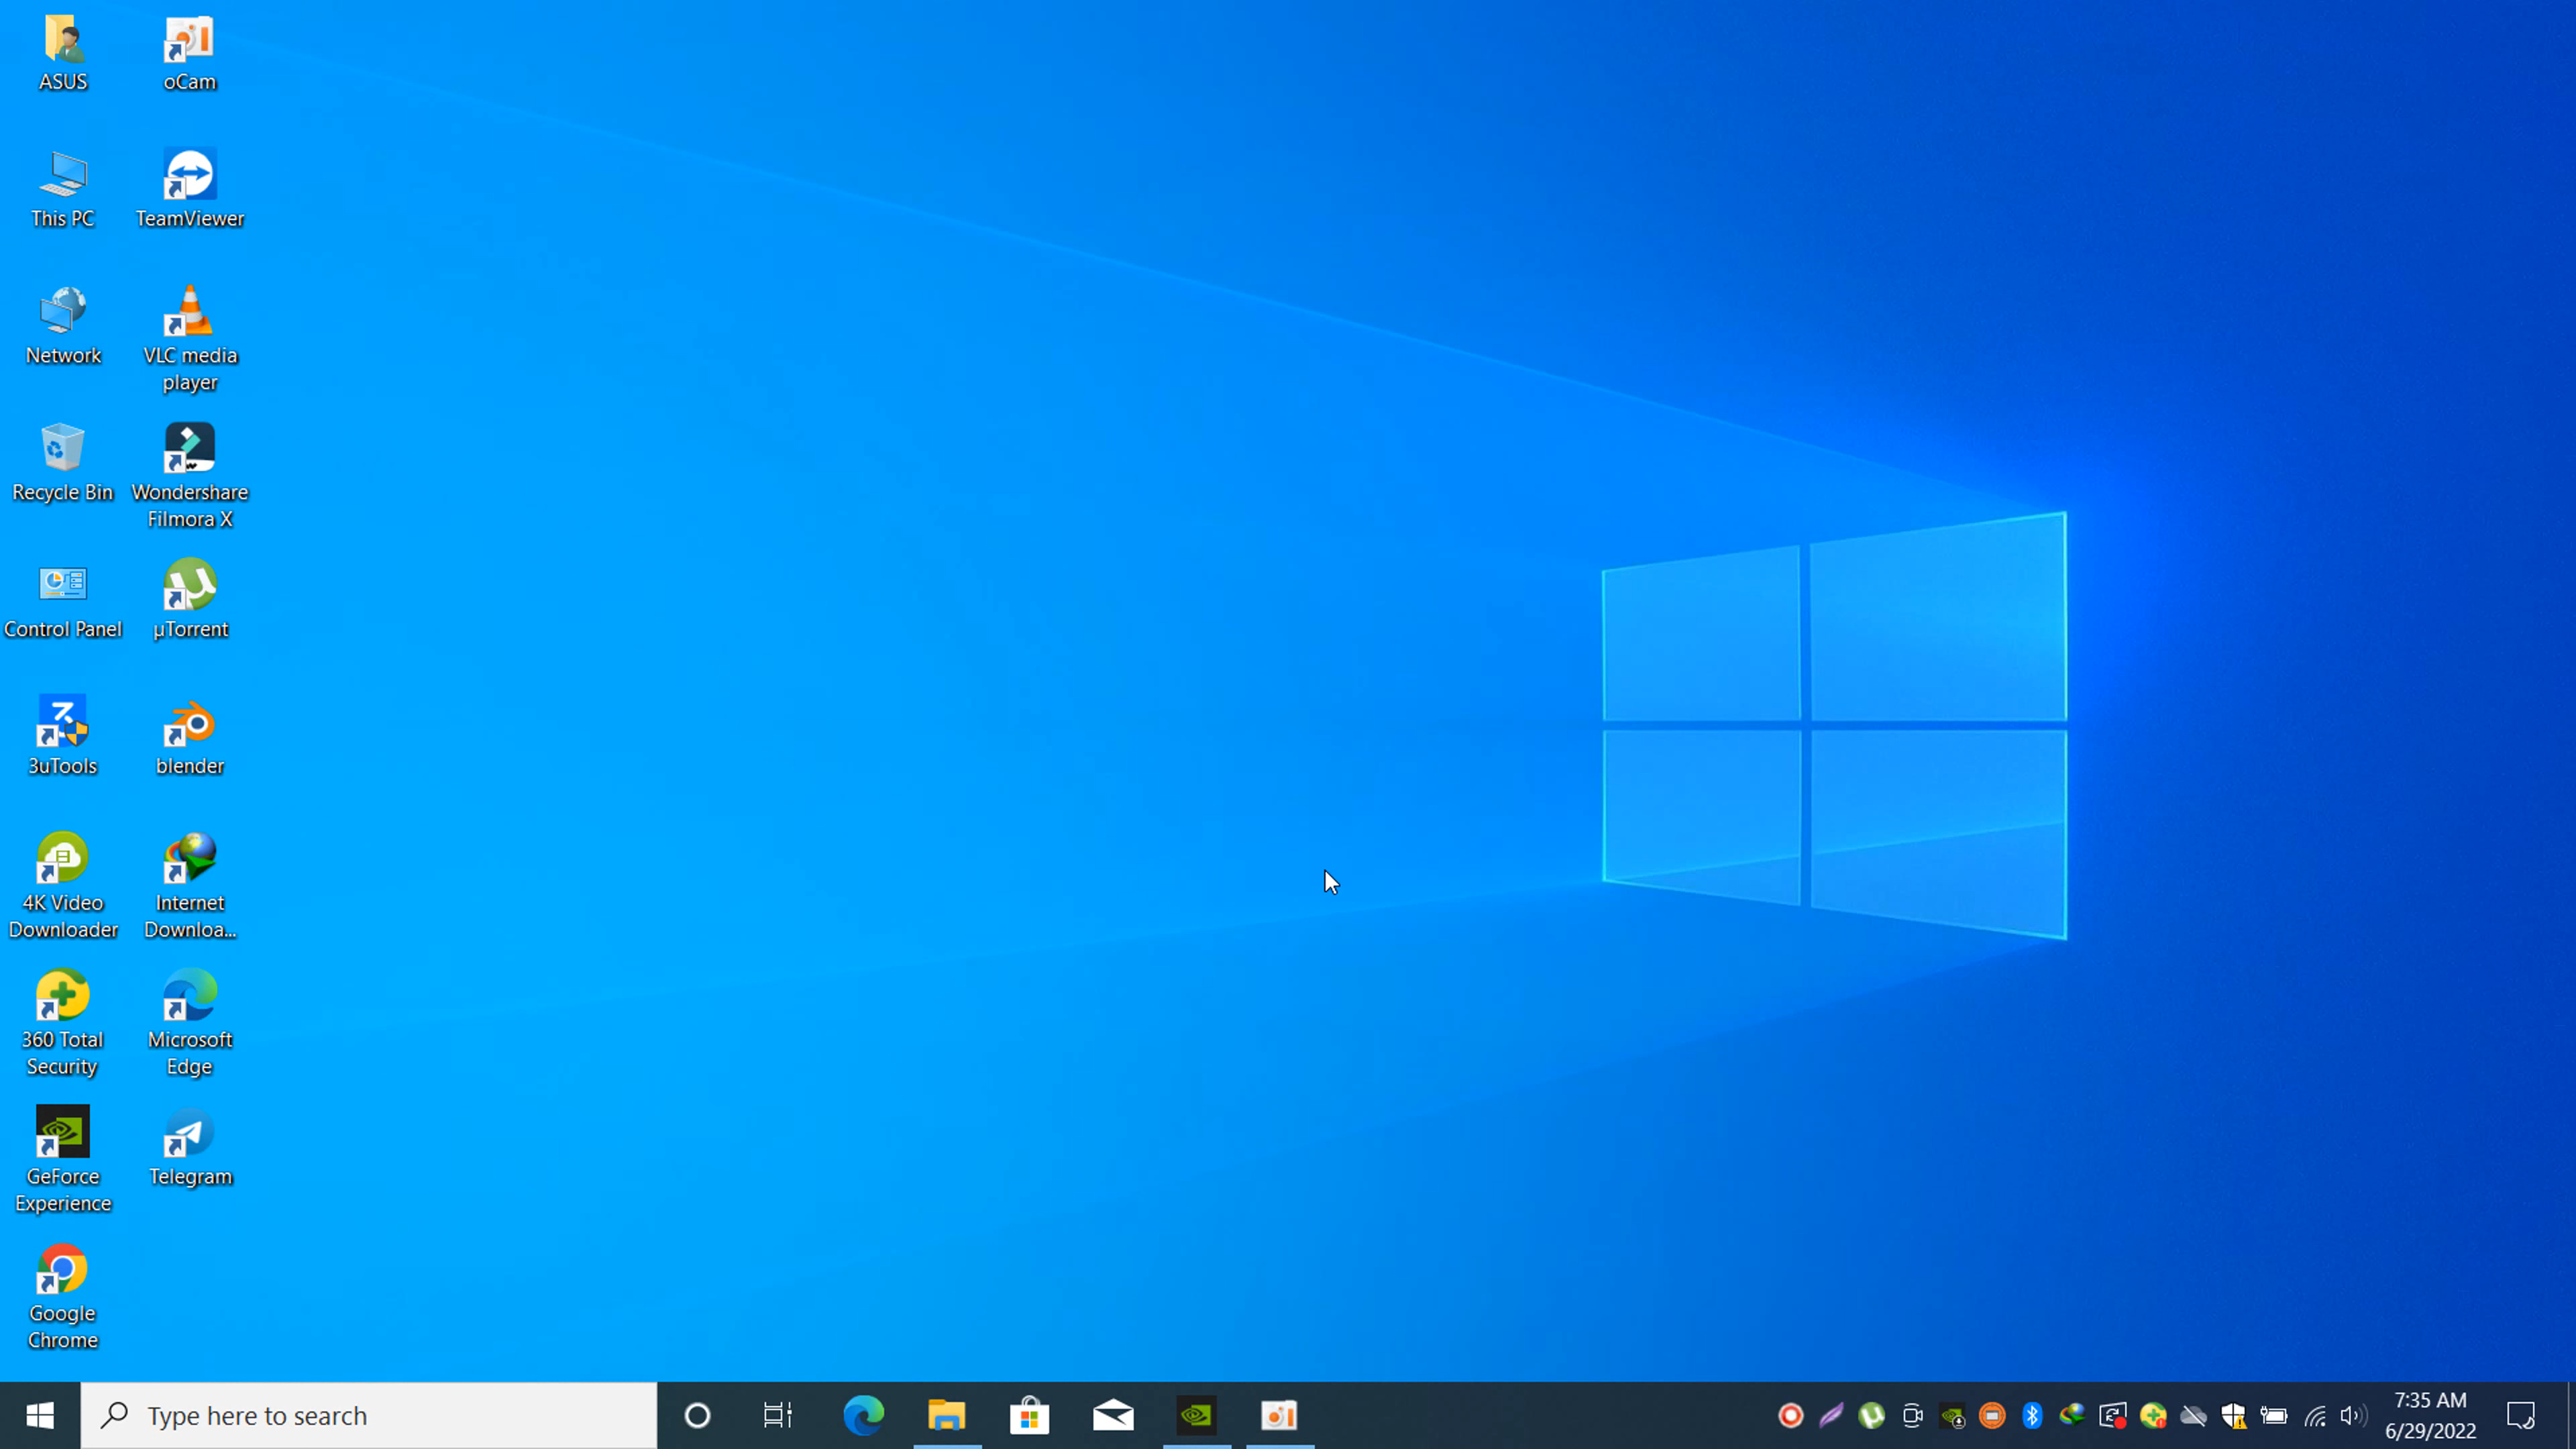 ASUS
oCam
This PC
TeamViewer
Network
VLC media
player
Recycle Bin
Wondershare
Filmora X
Control Panel
µTorrent
3uTools
blender
4K Video
Downloader
Internet
Downloa...
360 Total
Security
Microsoft
Edge
GeForce
Experience
Telegram
Google
Chrome
Type here to search
7:35 AM
6/29/2022